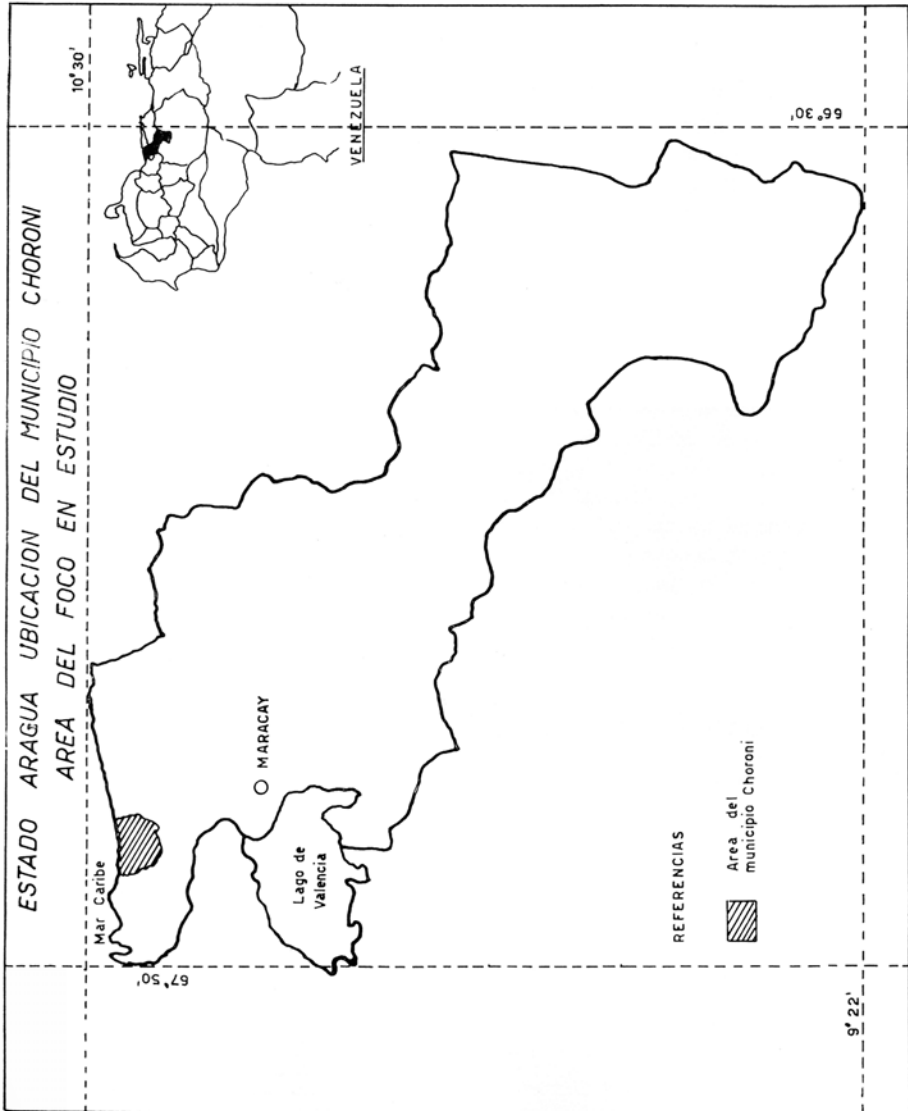 ESTADO ARAGUA UBICACION DEL MUNICIPIO CHORONI
AREA DEL FOCO EN ESTUDIO
10° 30'
Mar Caribe
67° 50'
MARACAY
Lago de
Valencia
VENEZUELA
66° 30'
REFERENCIAS
Area del
municipio Choroni
9° 22'